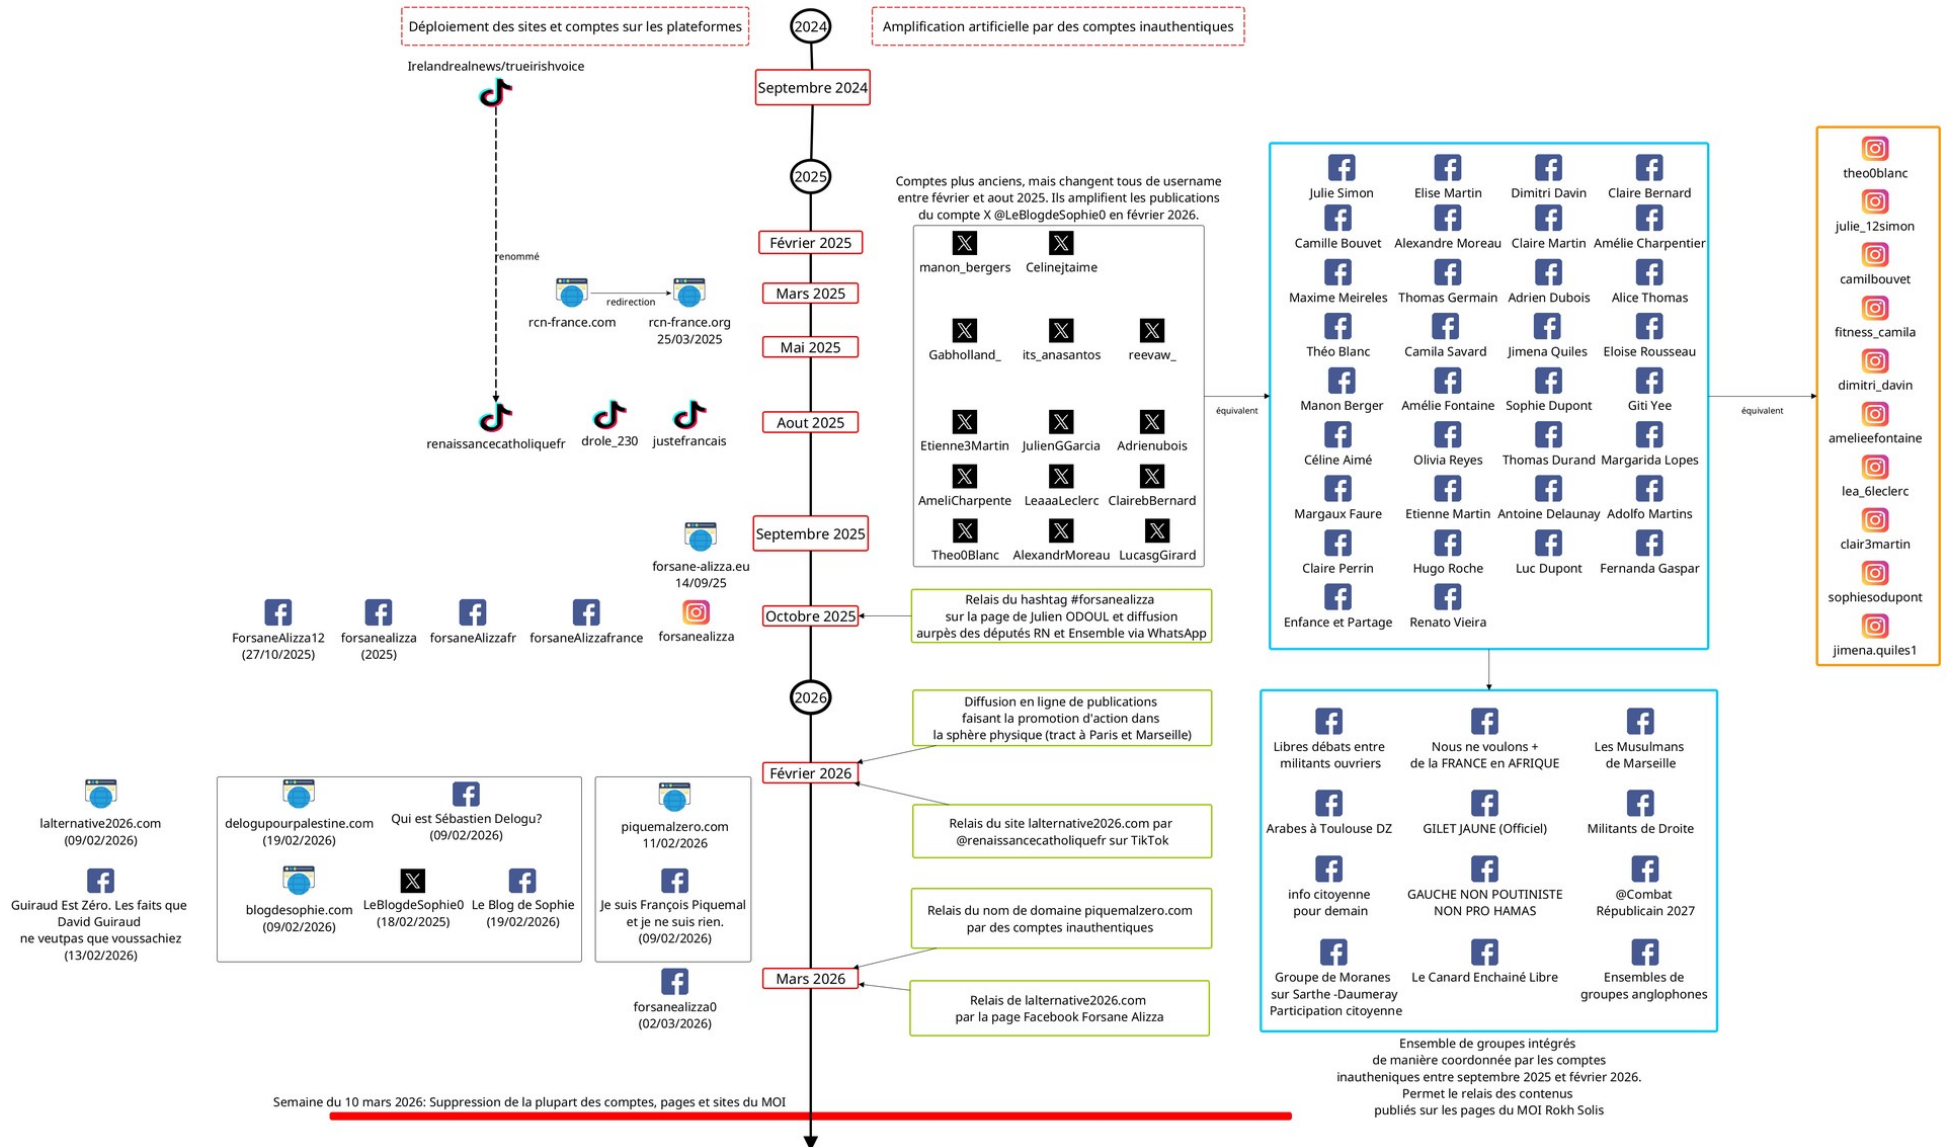 Déploiement des sites et comptes sur les plateformes
2024
Amplification artificielle par des comptes inauthentiques
Irelandrealnews/trueirishvoice
Septembre 2024
renommé
2025
Février 2025
Mars 2025
rcn-france.com
redirection
rcn-france.org
25/03/2025
Mai 2025
renaissancecatholiquefr
drole_230
justefrancais
Aout 2025
Septembre 2025
forsane-alizza.eu
14/09/25
Octobre 2025
ForsaneAlizza12
(27/10/2025)
forsanealizza
(2025)
forsaneAlizzafr
forsaneAlizzafrance
forsanealizza
2026
Février 2026
lalternative2026.com
(09/02/2026)
Guiraud Est Zéro. Les faits que
David Guiraud
ne veutpas que voussachiez
(13/02/2026)
delogupourpalestine.com
(19/02/2026)
Qui est Sébastien Delogu?
(09/02/2026)
blogdesophie.com
(09/02/2026)
LeBlogdeSophie0
(18/02/2025)
Le Blog de Sophie
(19/02/2026)
piquemalzero.com
11/02/2026
Je suis François Piquemal
et je ne suis rien.
(09/02/2026)
Mars 2026
forsanealizza0
(02/03/2026)
Comptes plus anciens, mais changent tous de username
entre février et aout 2025. Ils amplifient les publications
du compte X @LeBlogdeSophie0 en février 2026.
manon_bergers
Celinejtaime
Gabholland_
its_anasantos
reevaw_
Etienne3Martin
JulienGGarcia
Adrienubois
AmeliCharpente
LeaaaLeclerc
ClairebBernard
Theo0Blanc
AlexandrMoreau
LucasgGirard
équivalent
Relais du hashtag #forsanealizza
sur la page de Julien ODOUL et diffusion
aurpès des députés RN et Ensemble via WhatsApp
Diffusion en ligne de publications
faisant la promotion d'action dans
la sphère physique (tract à Paris et Marseille)
Relais du site lalternative2026.com par
@renaissancecatholiquefr sur TikTok
Relais du nom de domaine piquemalzero.com
par des comptes inauthentiques
Relais de lalternative2026.com
par la page Facebook Forsane Alizza
Julie Simon
Elise Martin
Dimitri Davin
Claire Bernard
Camille Bouvet
Alexandre Moreau
Claire Martin
Amélie Charpentier
Maxime Meireles
Thomas Germain
Adrien Dubois
Alice Thomas
Théo Blanc
Camila Savard
Jimena Quiles
Eloise Rousseau
Manon Berger
Amélie Fontaine
Sophie Dupont
Giti Yee
Céline Aimé
Olivia Reyes
Thomas Durand
Margarida Lopes
Margaux Faure
Etienne Martin
Antoine Delaunay
Adolfo Martins
Claire Perrin
Hugo Roche
Luc Dupont
Fernanda Gaspar
Enfance et Partage
Renato Vieira
équivalent
theo0blanc
julie_12simon
camilbouvet
fitness_camila
dimitri_davin
amelieefontaine
lea_6leclerc
clair3martin
sophiesodupont
jimena.quiles1
Libres débats entre
militants ouvriers
Nous ne voulons +
de la FRANCE en AFRIQUE
Les Musulmans
de Marseille
Arabes à Toulouse DZ
GILET JAUNE (Officiel)
Militants de Droite
info citoyenne
pour demain
GAUCHE NON POUTINISTE
NON PRO HAMAS
@Combat
Républicain 2027
Groupe de Moranes
sur Sarthe -Daumeray
Participation citoyenne
Le Canard Enchainé Libre
Ensembles de
groupes anglophones
Ensemble de groupes intégrés
de manière coordonnée par les comptes
inautheniques entre septembre 2025 et février 2026.
Permet le relais des contenus
publiés sur les pages du MOI Rokh Solis
Semaine du 10 mars 2026: Suppression de la plupart des comptes, pages et sites du MOI